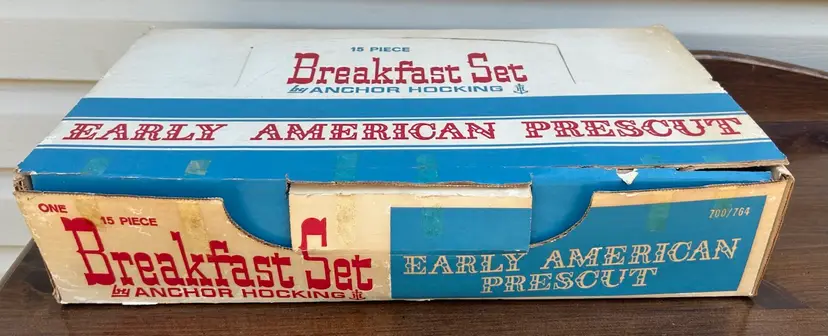 15 PIECE
Breakfast Set
by ANCHOR HOCKING
EARLY AMERICAN PRESCUT
ONE
15 PIECE
Breakfast Set
by ANCHOR HOCKING
700/764
EARLY AMERICAN
PRESCUT